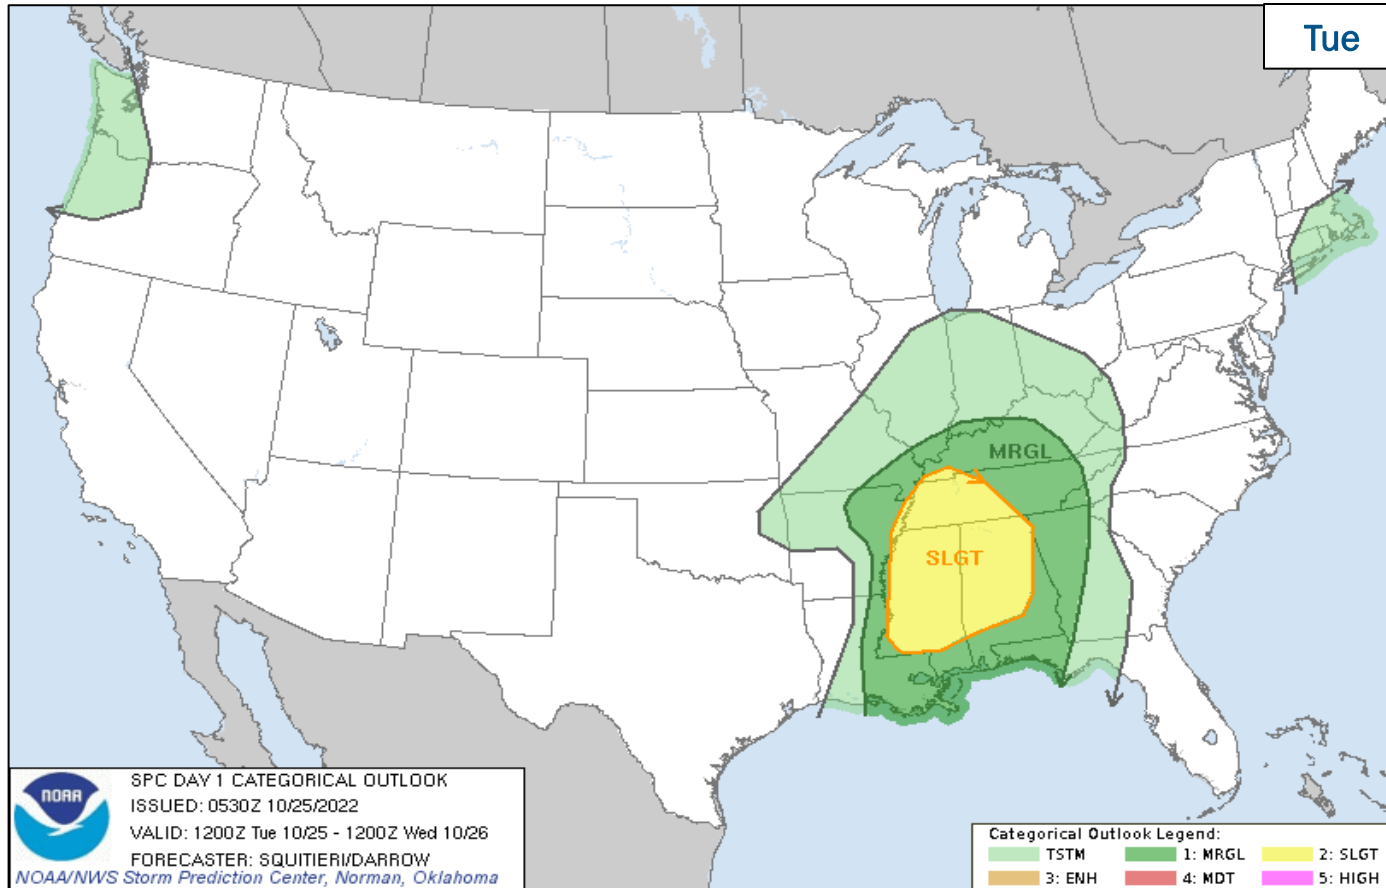 Tue
MRGL
SLGT
NOAA
SPC DAY 1 CATEGORICAL OUTLOOK
ISSUED: 0530Z 10/25/2022
VALID: 1200Z Tue 10/25 - 1200Z Wed 10/26
FORECASTER: SQUITIERI/DARROW
NOAA/NWS Storm Prediction Center, Norman, Oklahoma
Categorical Outlook Legend:
TSTM 1: MRGL 2: SLGT
3: ENH 4: MDT 5: HIGH